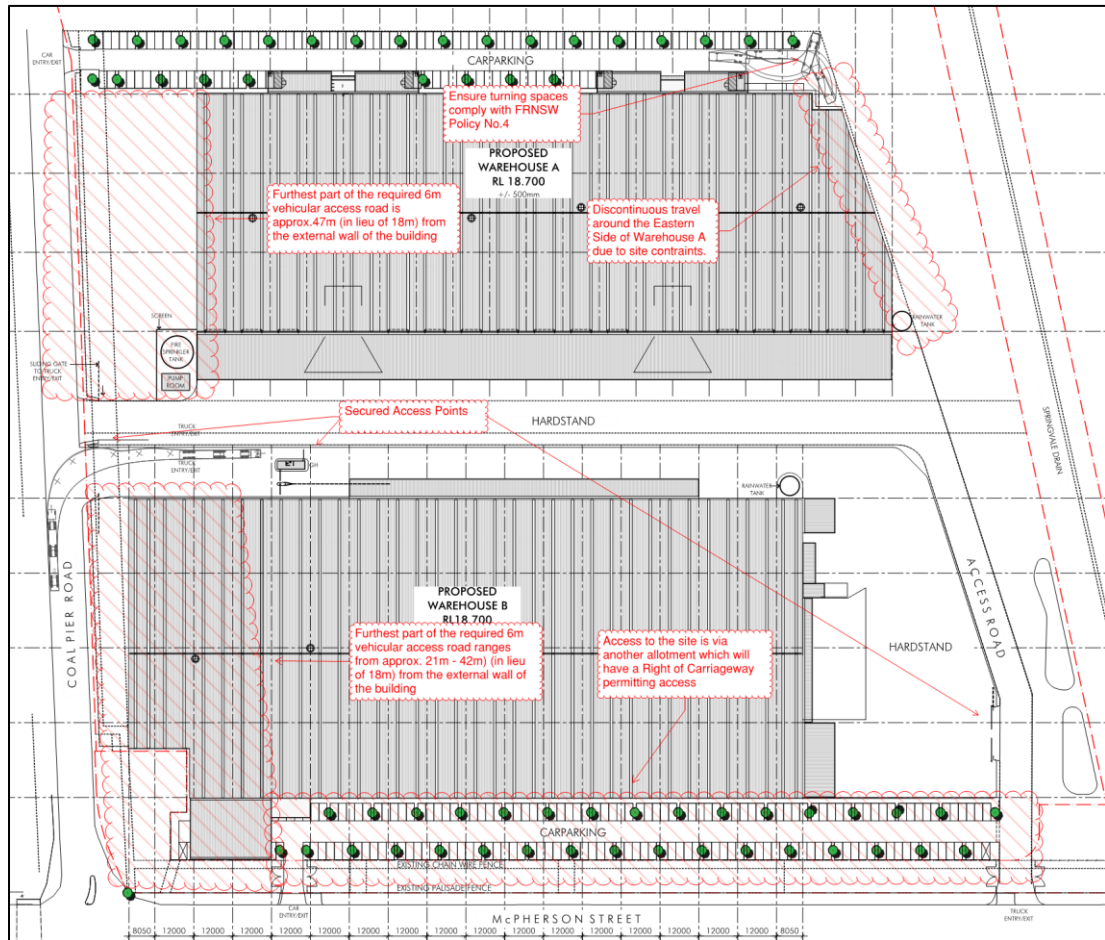 CAR
ENTRY/EXIT
CARPARKING
Ensure turning spaces
comply with FRNSW
Policy No.4
PROPOSED
WAREHOUSE A
RL 18.700
+/- 500mm
Furthest part of the required 6m
vehicular access road is
approx.47m (in lieu of 18m) from
the external wall of the building
Discontinuous travel
around the Eastern
Side of Warehouse A
due to site contraints.
SCREEN
FIRE
SPRINKLER
TANK
PUMP
ROOM
SLIDING GATE
TO TRUCK
ENTRY/EXIT
RAINWATER
TANK
SPRINGVALE DRAIN
Secured Access Points
HARDSTAND
TRUCK
ENTRY/EXIT
TRUCK
ENTRY/EXIT
GH
RAINWATER
TANK
COAL PIER ROAD
ACCESS ROAD
HARDSTAND
PROPOSED
WAREHOUSE B
RL18.700
Furthest part of the required 6m
vehicular access road ranges
from approx. 21m - 42m) (in lieu
of 18m) from the external wall of
the building
Access to the site is via
another allotment which will
have a Right of Carriageway
permitting access
CARPARKING
EXISTING CHAIN WIRE FENCE
EXISTING PALISADE FENCE
CAR
ENTRY/EXIT
McPHERSON STREET
TRUCK
ENTRY/EXIT
8050 12000 12000 12000 12000 12000 12000 12000 12000 12000 12000 12000 12000 12000 12000 12000 12000 8050